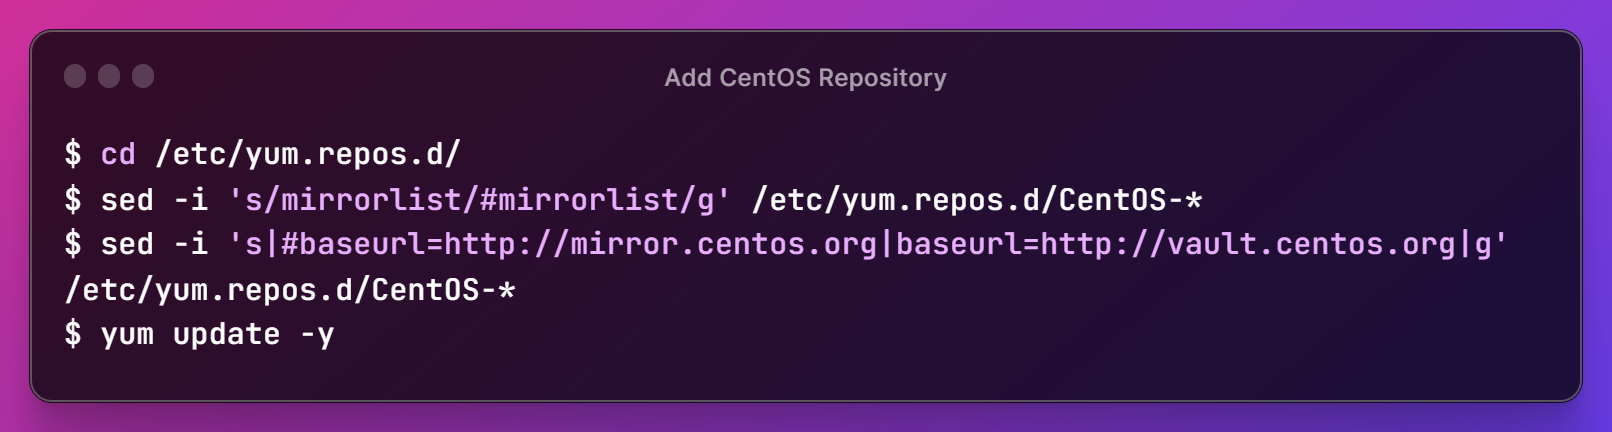 Add CentOS Repository
$ cd /etc/yum.repos.d/
$ sed -i 's/mirrorlist/#mirrorlist/g' /etc/yum.repos.d/CentOS-*
$ sed -i 's|#baseurl=http://mirror.centos.org|baseurl=http://vault.centos.org|g'
/etc/yum.repos.d/CentOS-*
$ yum update -y